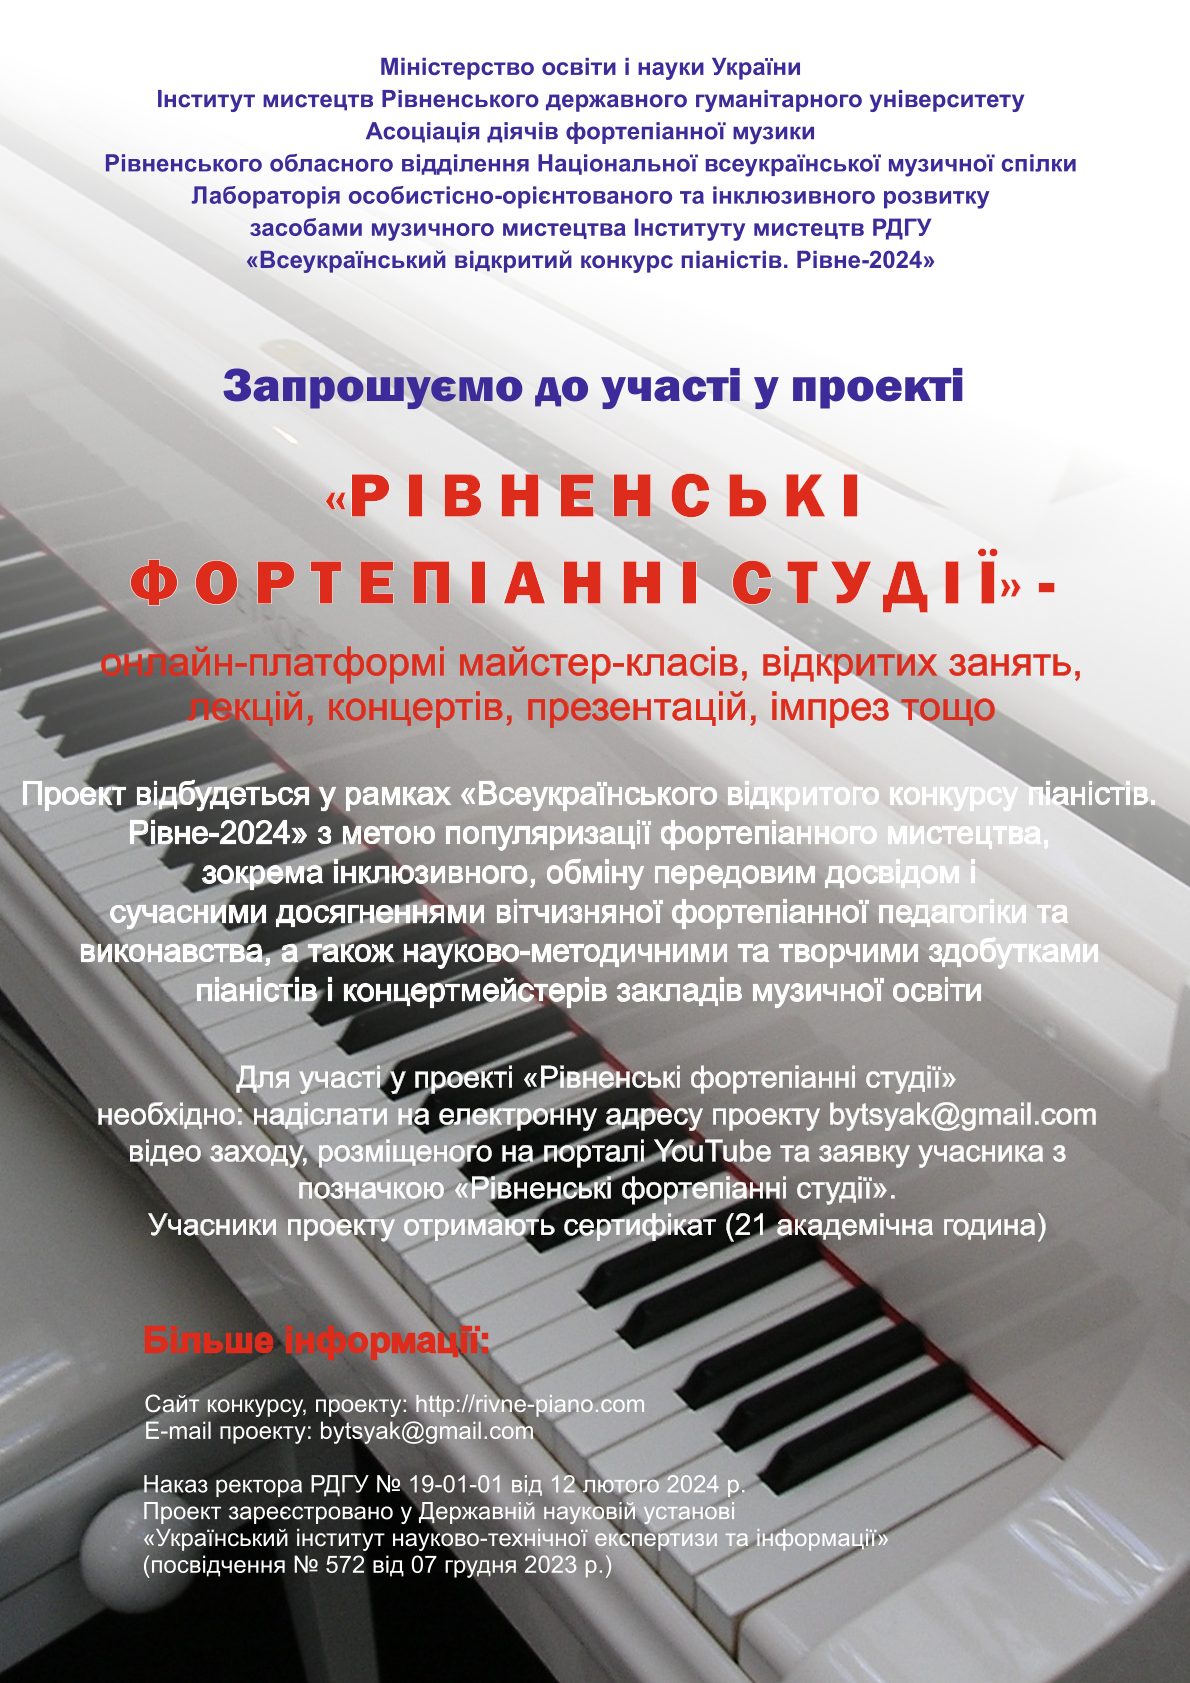 Міністерство освіти і науки України
Інститут мистецтв Рівненського державного гуманітарного університету
Асоціація діячів фортепіанної музики
Рівненського обласного відділення Національної всеукраїнської музичної спілки
Лабораторія особистісно-орієнтованого та інклюзивного розвитку
засобами музичного мистецтва Інституту мистецтв РДГУ
«Всеукраїнський відкритий конкурс піаністів. Рівне-2024»
Запрошуємо до участі у проекті
«РІВНЕНСЬКІ
ФОРТЕПІАННІ СТУДІЇ» -
онлайн-платформі майстер-класів, відкритих занять,
лекцій, концертів, презентацій, імпрез тощо
Проект відбудеться у рамках «Всеукраїнського відкритого конкурсу піаністів.
Рівне-2024» з метою популяризації фортепіанного мистецтва,
зокрема інклюзивного, обміну передовим досвідом і
сучасними досягненнями вітчизняної фортепіанної педагогіки та
виконавства, а також науково-методичними та творчими здобутками
піаністів і концертмейстерів закладів музичної освіти
Для участі у проекті «Рівненські фортепіанні студії»
необхідно: надіслати на електронну адресу проекту bytsyak@gmail.com
відео заходу, розміщеного на порталі YouTube та заявку учасника з
позначкою «Рівненські фортепіанні студії».
Учасники проекту отримають сертифікат (21 академічна година)
Більше інформації:
Сайт конкурсу, проекту: http://rivne-piano.com
E-mail проекту: bytsyak@gmail.com
Наказ ректора РДГУ № 19-01-01 від 12 лютого 2024 р.
Проект зареєстровано у Державній науковій установі
«Український інститут науково-технічної експертизи та інформації»
(посвідчення № 572 від 07 грудня 2023 р.)